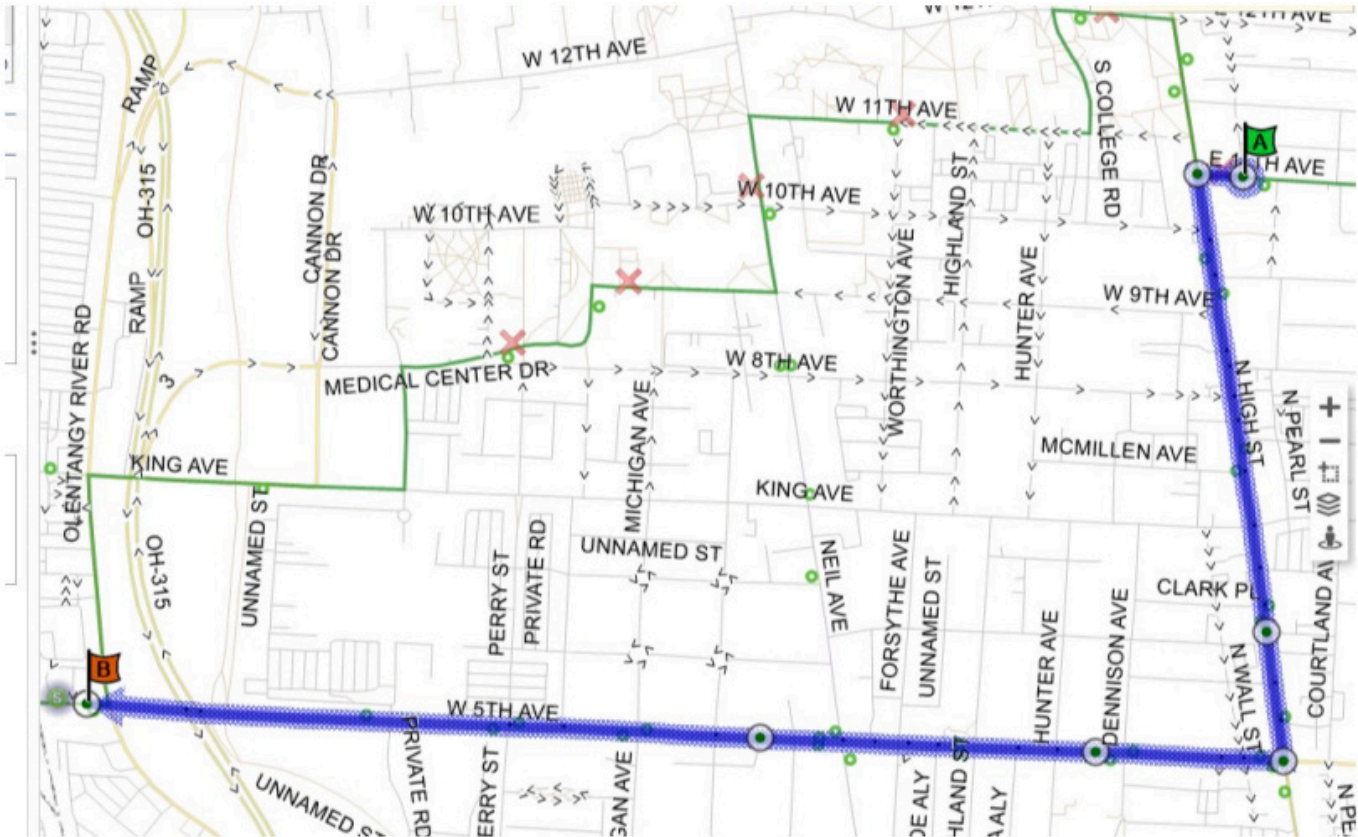 W 12TH AVE
RAMP
W 11TH AVE
S COLLEGE RD
12TH AVE
A
AVE
OH-315
CANNON DR
CANNON DR
W 10TH AVE
W 10TH AVE
HIGHLAND ST
WORTHINGTON AVE
HUNTER AVE
W 9TH AVE
OLENTANGY RIVER RD
RAMP
3
MEDICAL CENTER DR
W 8TH AVE
MICHIGAN AVE
N HIGH ST
N PEARL ST
MCMILLEN AVE
KING AVE
KING AVE
UNNAMED ST
OH-315
PERRY ST
PRIVATE RD
UNNAMED ST
NEIL AVE
FORSYTHE AVE
UNNAMED ST
HUNTER AVE
DENNISON AVE
CLARK PL
N WALL ST
COURTLAND AV
B
5
W 5TH AVE
PRIVATE RD
ERRY ST
GAN AVE
UNNAMED ST
DE ALY
HLAND ST
A ALY
N PE